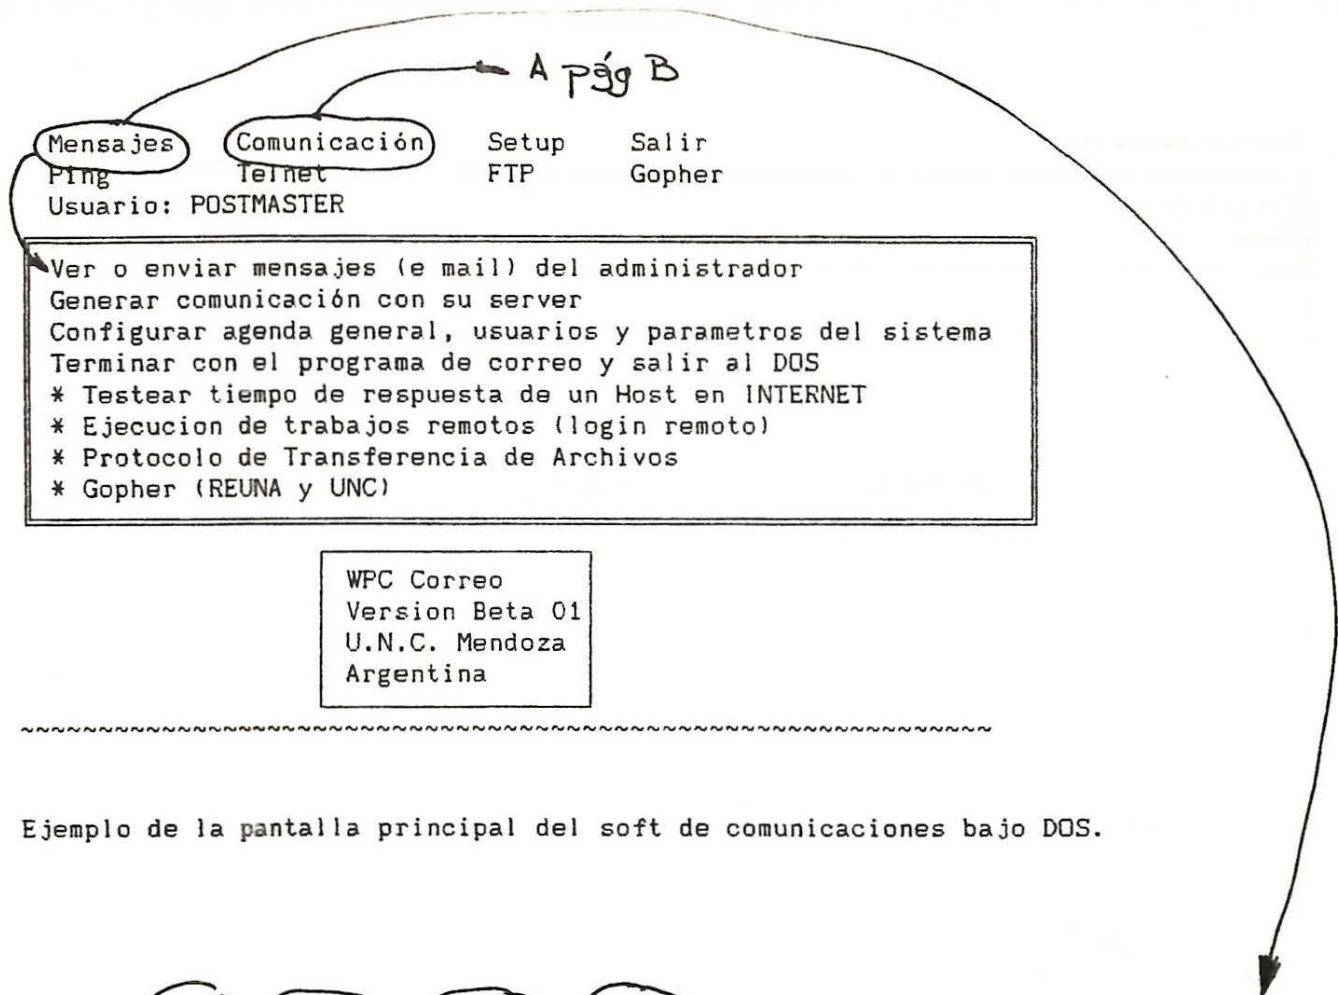 A pág B
Mensajes Comunicación Setup Salir
Ping Telnet FTP Gopher
Usuario: POSTMASTER
Ver o enviar mensajes (e mail) del administrador
Generar comunicación con su server
Configurar agenda general, usuarios y parametros del sistema
Terminar con el programa de correo y salir al DOS
* Testear tiempo de respuesta de un Host en INTERNET
* Ejecucion de trabajos remotos (login remoto)
* Protocolo de Transferencia de Archivos
* Gopher (REUNA y UNC)
WPC Correo
Version Beta 01
U.N.C. Mendoza
Argentina
~~~~~~~~~~~~~~~~~~~~~~~~~~~~~~~~~~~~~~~~~~~~~~~~~~~~~~~~~~~~~~~
Ejemplo de la pantalla principal del soft de comunicaciones bajo DOS.